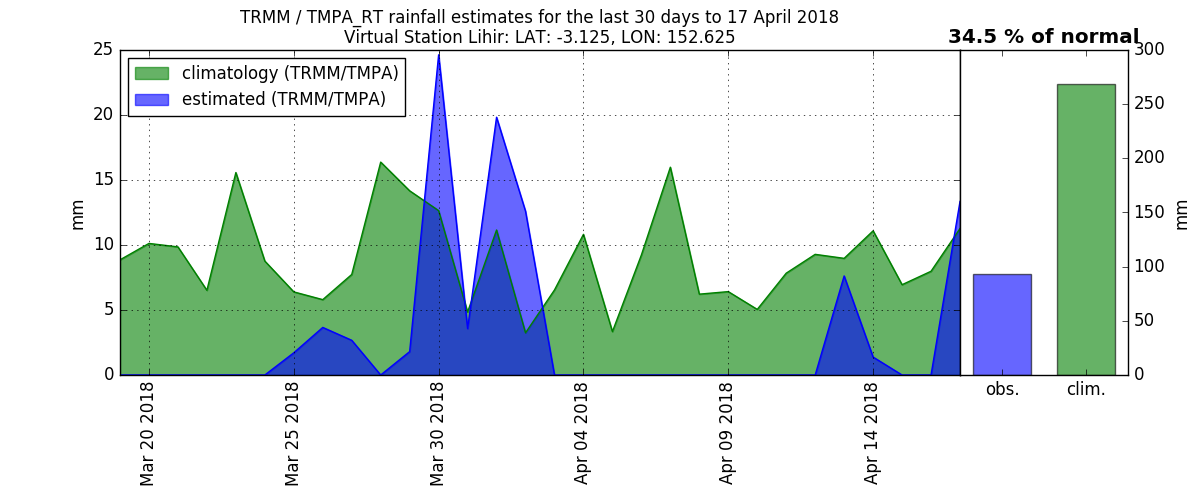 TRMM / TMPA_RT rainfall estimates for the last 30 days to 17 April 2018
Virtual Station Lihir: LAT: -3.125, LON: 152.625
34.5 % of normal
climatology (TRMM/TMPA)
estimated (TRMM/TMPA)
25
20
15
10
5
0
mm
Mar 20 2018
Mar 25 2018
Mar 30 2018
Apr 04 2018
Apr 09 2018
Apr 14 2018
300
250
200
150
100
50
0
mm
obs.
clim.